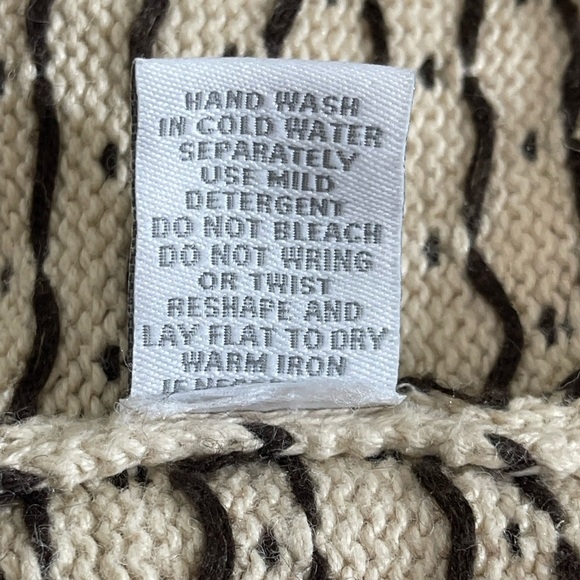 HAND WASH
IN COLD WATER
SEPARATELY
USE MILD
DETERGENT
DO NOT BLEACH
DO NOT WRING
OR TWIST
RESHAPE AND
LAY FLAT TO DRY
WARM IRON
IF